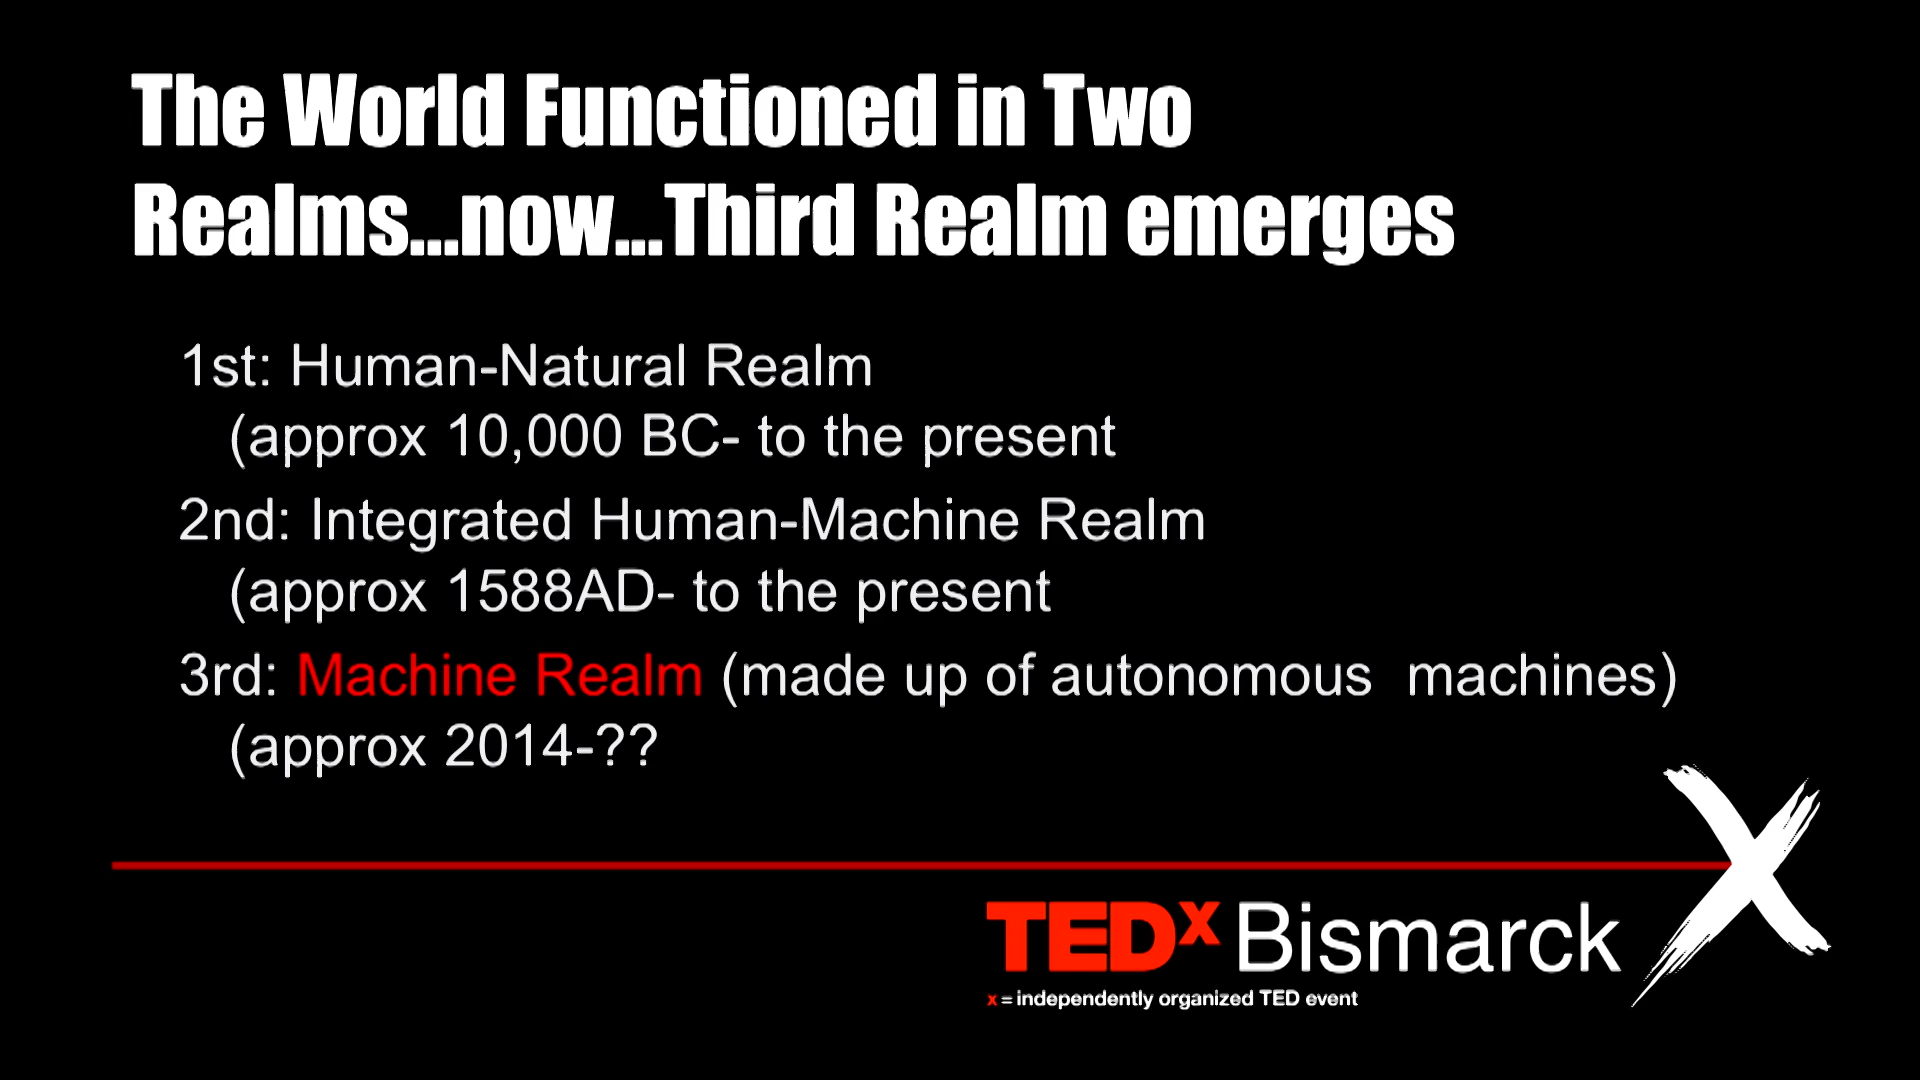 The World Functioned in Two
Realms...now...Third Realm emerges
1st: Human-Natural Realm
(approx 10,000 BC- to the present
2nd: Integrated Human-Machine Realm
(approx 1588AD- to the present
3rd: Machine Realm (made up of autonomous  machines)
(approx 2014-??
TEDx Bismarck
x = independently organized TED event